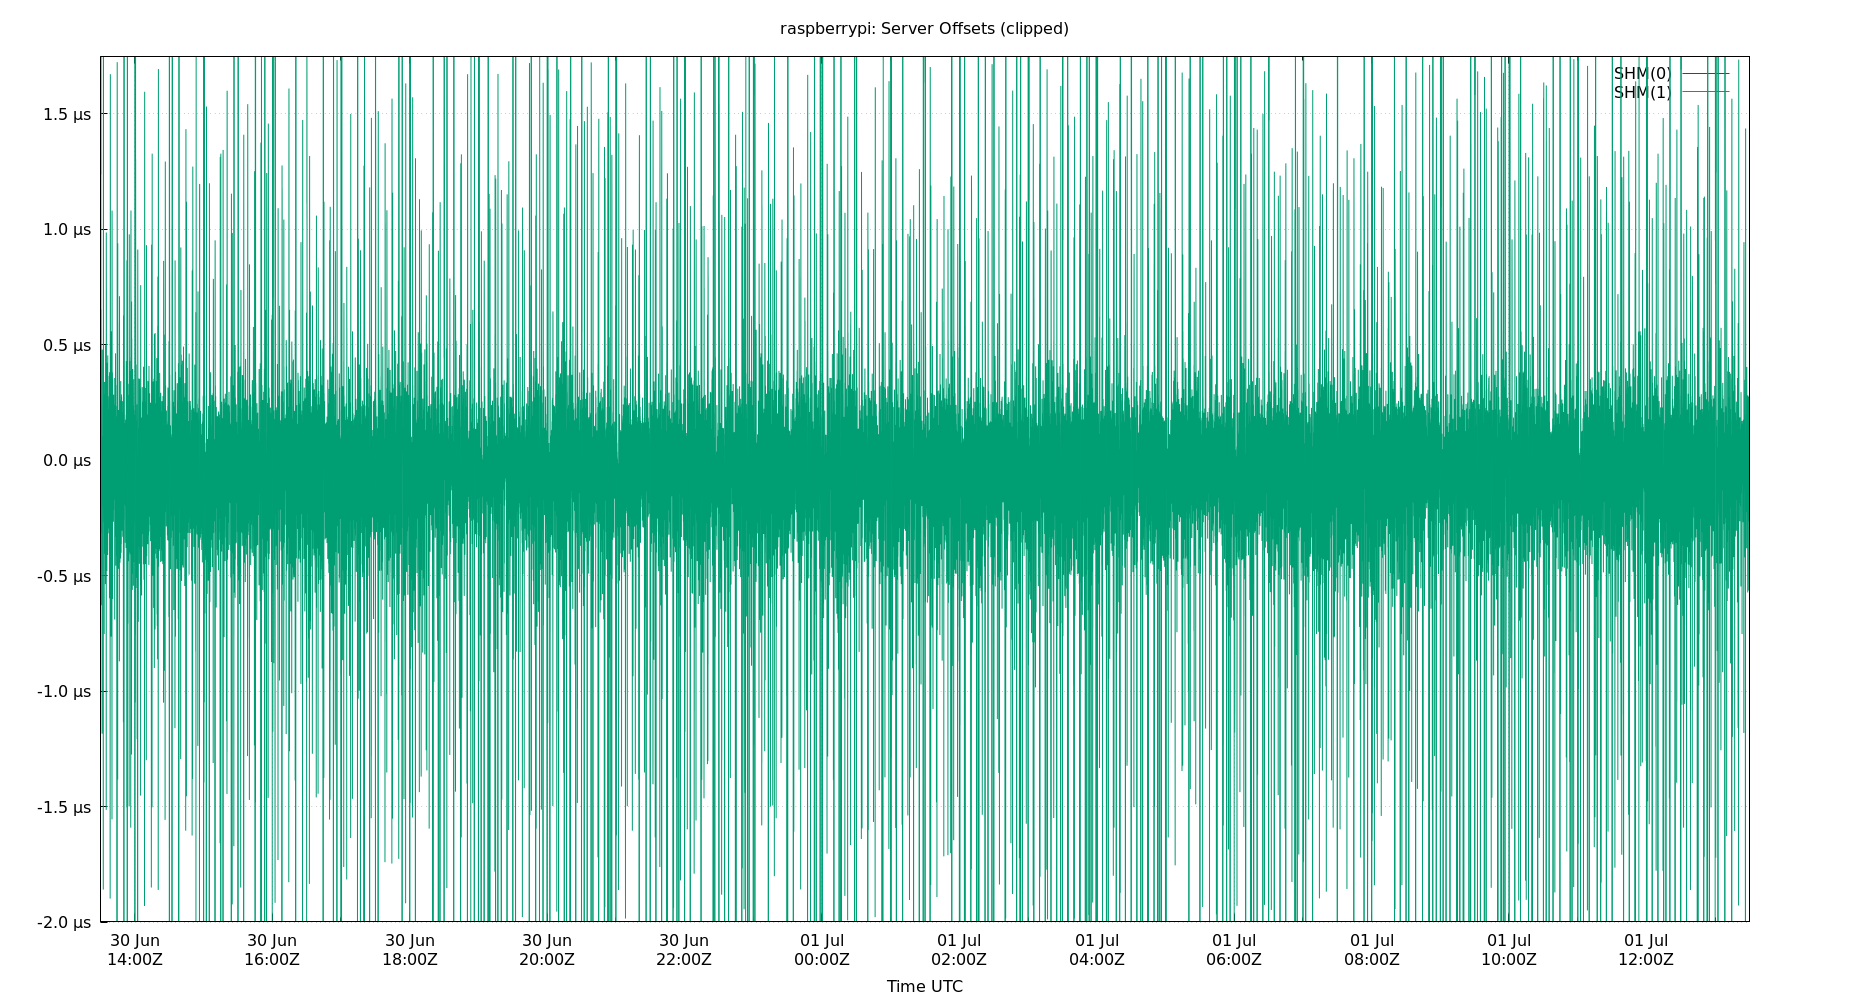 raspberrypi: Server Offsets (clipped)
SHM(0)
SHM(1)
1.5 µs
1.0 µs
0.5 µs
0.0 µs
-0.5 µs
-1.0 µs
-1.5 µs
-2.0 µs
30 Jun 30 Jun 30 Jun 30 Jun 30 Jun 01 Jul 01 Jul 01 Jul 01 Jul 01 Jul 01 Jul 01 Jul
14:00Z 16:00Z 18:00Z 20:00Z 22:00Z 00:00Z 02:00Z 04:00Z 06:00Z 08:00Z 10:00Z 12:00Z
Time UTC